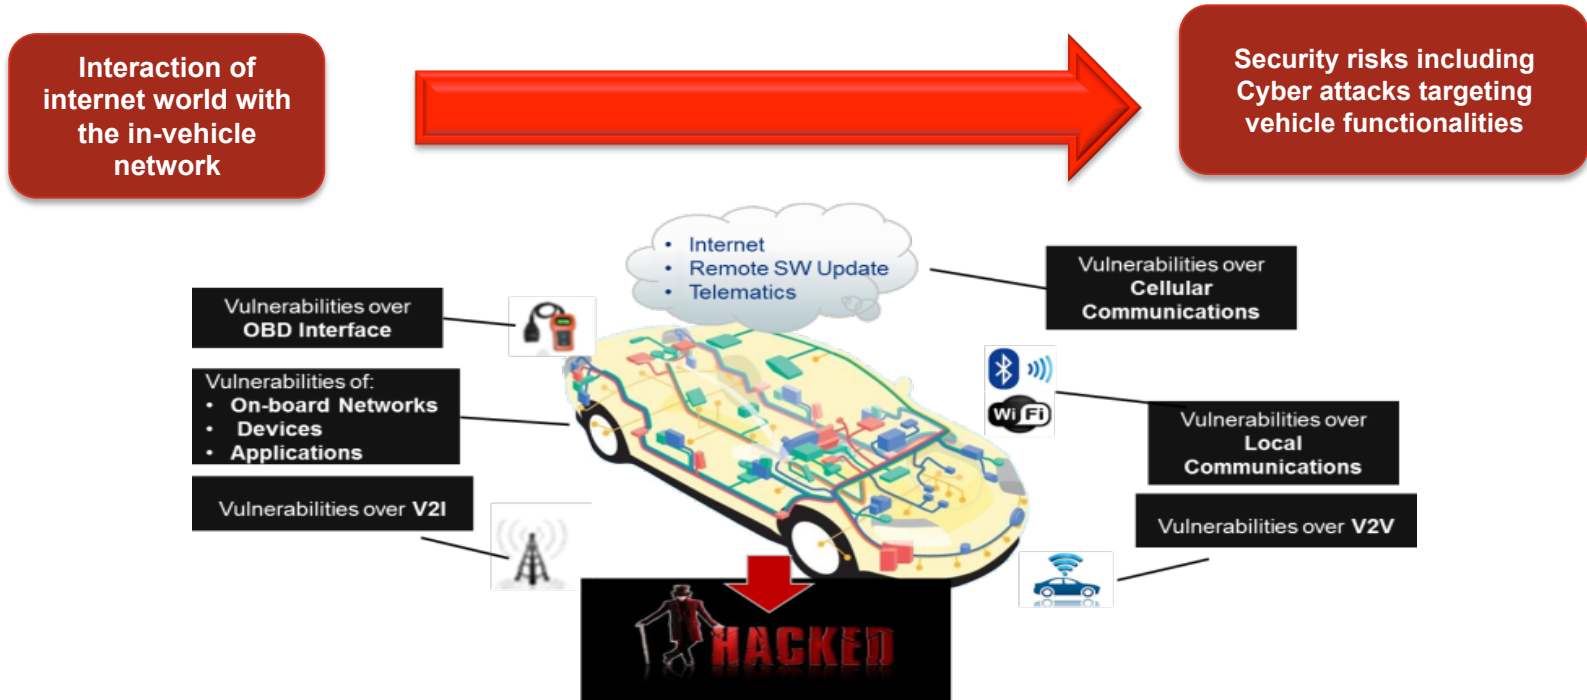 Interaction of
internet world with
the in-vehicle
network
Security risks including
Cyber attacks targeting
vehicle functionalities
• Internet
• Remote SW Update
• Telematics
Vulnerabilities over
Cellular
Communications
Vulnerabilities over
OBD Interface
Vulnerabilities of:
• On-board Networks
• Devices
• Applications
Wi Fi
Vulnerabilities over
Local
Communications
Vulnerabilities over V2I
Vulnerabilities over V2V
HACKED